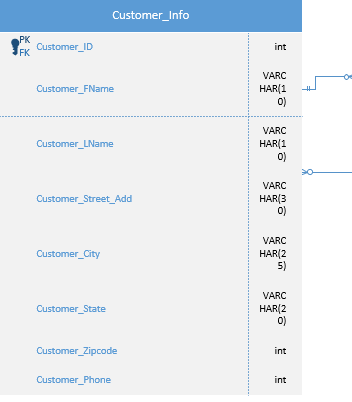 Customer_Info
PK
FK
Customer_ID
int
Customer_FName
VARC
HAR(1
0)
Customer_LName
VARC
HAR(1
0)
Customer_Street_Add
VARC
HAR(3
0)
Customer_City
VARC
HAR(2
5)
Customer_State
VARC
HAR(2
0)
Customer_Zipcode
int
Customer_Phone
int